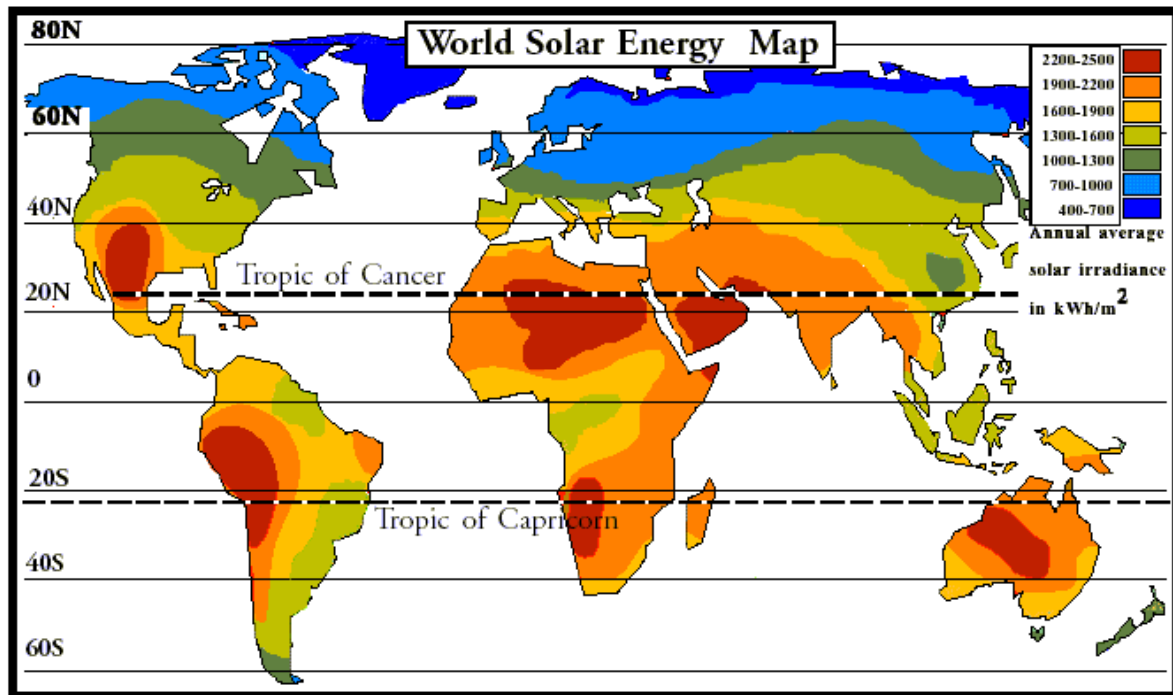 World Solar Energy Map
80N
60N
40N
20N
0
20S
40S
60S
Tropic of Cancer
Tropic of Capricorn
2200-2500
1900-2200
1600-1900
1300-1600
1000-1300
700-1000
400-700
Annual average
solar irradiance
in kWh/m²